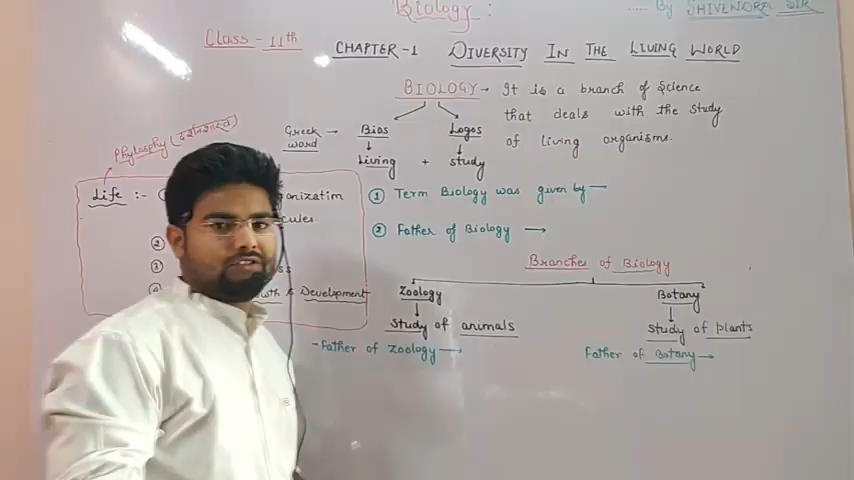 Biology :
By SHIVENDRA SIR
Class - 11th
CHAPTER-1 DIVERSITY IN THE LIVING WORLD
BIOLOGY → It is a branch of Science
that deals with the study
of living organisms.
Greek word → Bios Logos
Living + study
Phylosphy (दर्शनशास्त्र)
Life :-
② 
③ 
Growth & Development
① Term Biology was given by →
② Father of Biology →
Branches of Biology
Zoology Botany
Study of animals Study of plants
- Father of Zoology → Father of Botany →